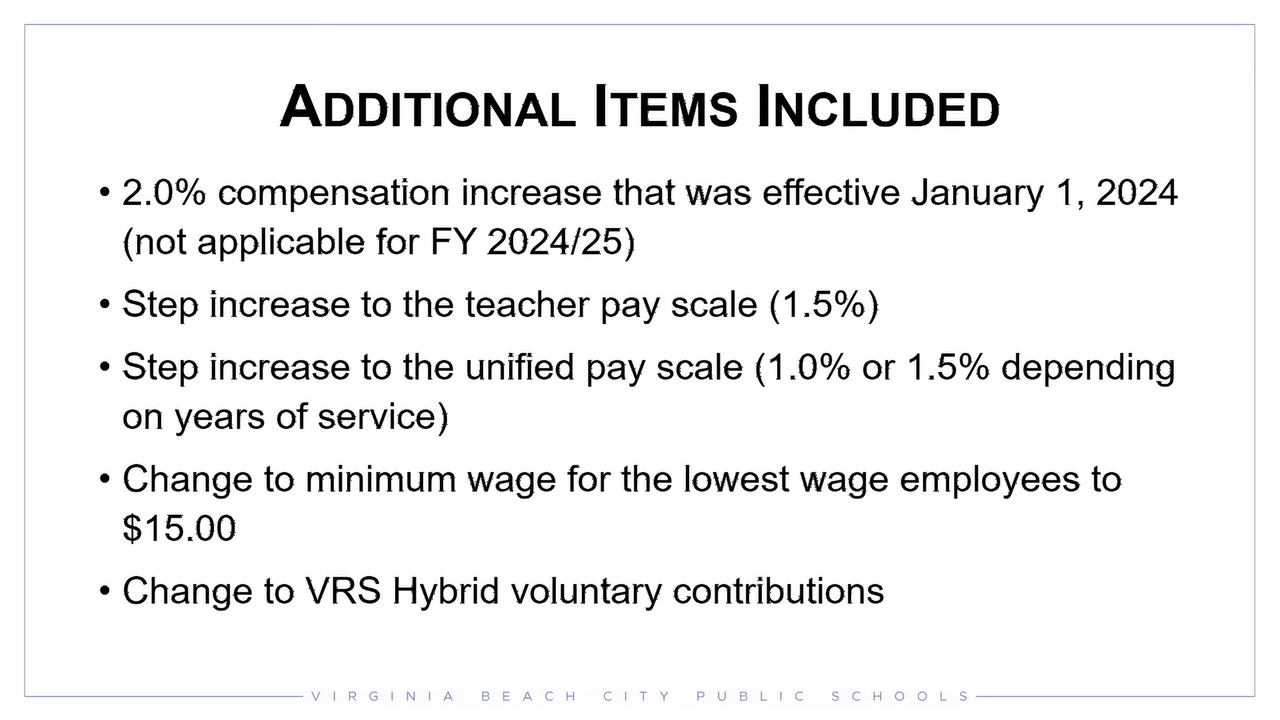 ADDITIONAL ITEMS INCLUDED
• 2.0% compensation increase that was effective January 1, 2024
(not applicable for FY 2024/25)
• Step increase to the teacher pay scale (1.5%)
• Step increase to the unified pay scale (1.0% or 1.5% depending
on years of service)
• Change to minimum wage for the lowest wage employees to
$15.00
• Change to VRS Hybrid voluntary contributions
VIRGINIA BEACH CITY PUBLIC SCHOOLS